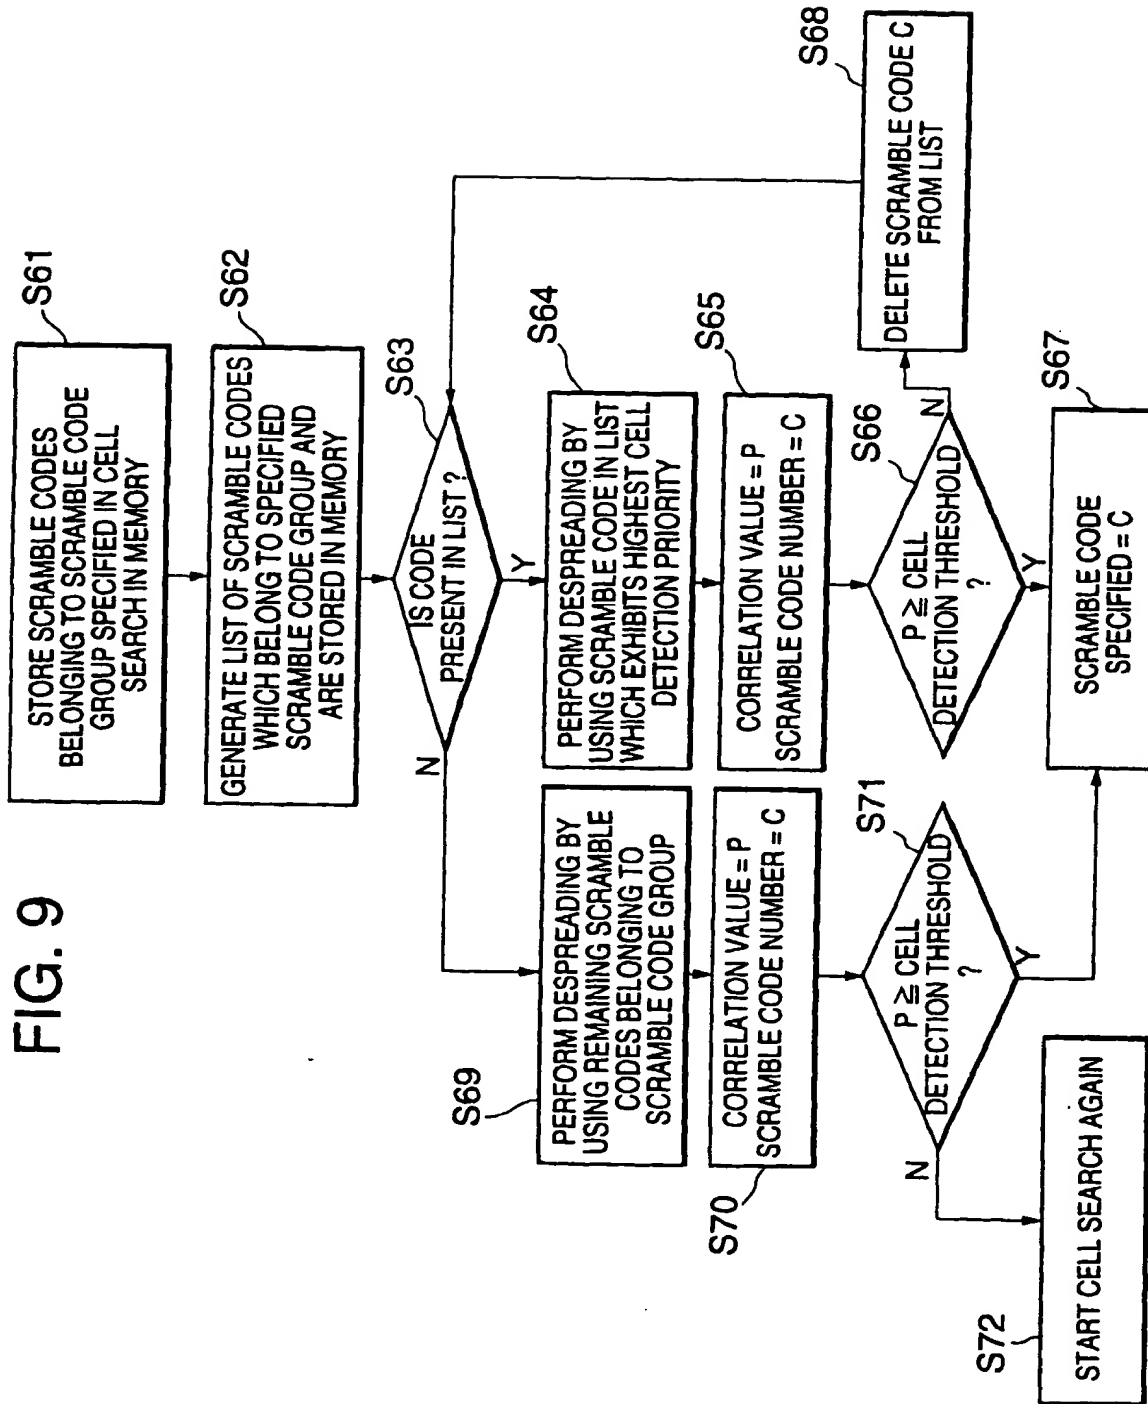 FIG. 9
STORE SCRAMBLE CODES
BELONGING TO SCRAMBLE CODE
GROUP SPECIFIED IN CELL
SEARCH IN MEMORY
S61
GENERATE LIST OF SCRAMBLE CODES
WHICH BELONG TO SPECIFIED
SCRAMBLE CODE GROUP AND
ARE STORED IN MEMORY
S62
IS CODE
PRESENT IN LIST ?
S63
N
Y
PERFORM DESPREADING BY
USING SCRAMBLE CODE IN LIST
WHICH EXHIBITS HIGHEST CELL
DETECTION PRIORITY
S64
CORRELATION VALUE = P
SCRAMBLE CODE NUMBER = C
S65
P ≧ CELL
DETECTION THRESHOLD
?
S66
N
Y
SCRAMBLE CODE
SPECIFIED = C
S67
DELETE SCRAMBLE CODE C
FROM LIST
S68
PERFORM DESPREADING BY
USING REMAINING SCRAMBLE
CODES BELONGING TO
SCRAMBLE CODE GROUP
S69
CORRELATION VALUE = P
SCRAMBLE CODE NUMBER = C
S70
P ≧ CELL
DETECTION THRESHOLD
?
S71
N
Y
START CELL SEARCH AGAIN
S72